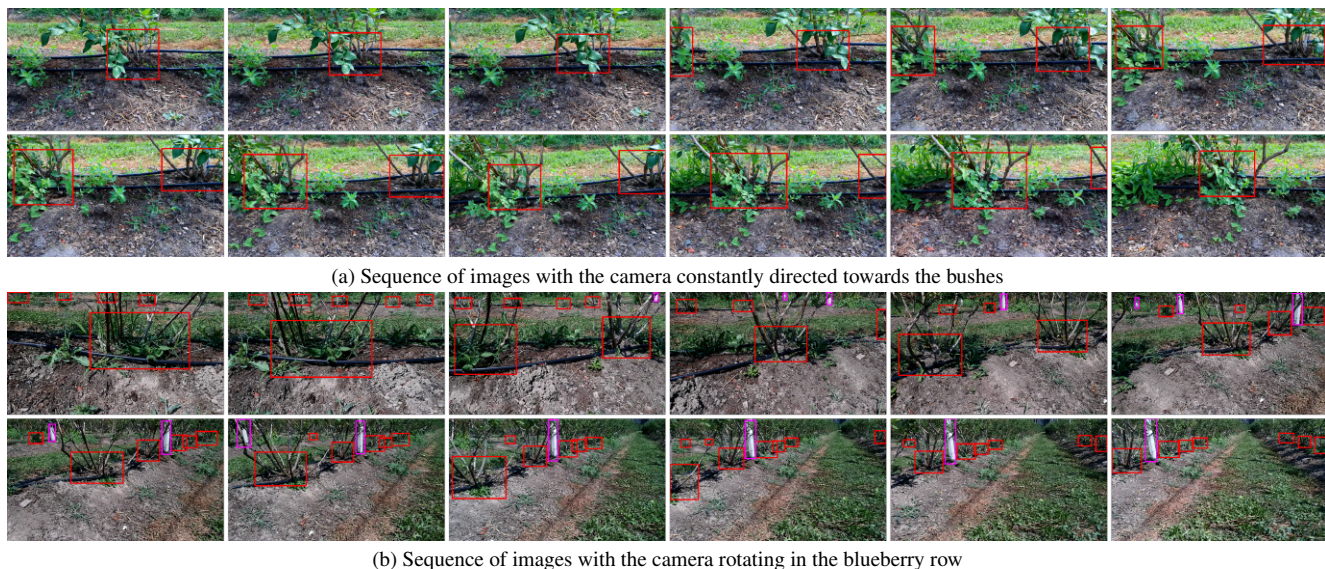 (a) Sequence of images with the camera constantly directed towards the bushes
(b) Sequence of images with the camera rotating in the blueberry row